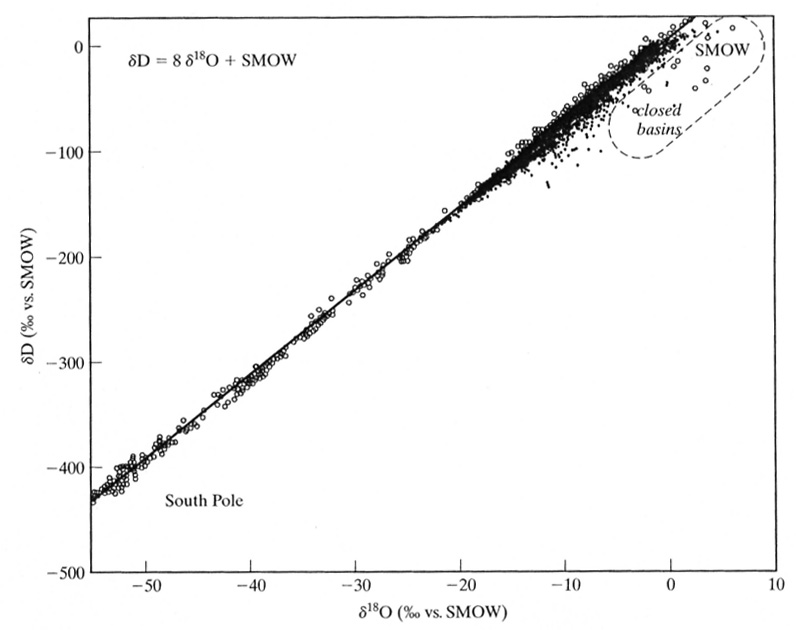 δD = 8 δ¹⁸O + SMOW
SMOW
closed
basins
South Pole
0
−100
−200
−300
−400
−500
δD (‰ vs. SMOW)
−50
−40
−30
−20
−10
0
10
δ¹⁸O (‰ vs. SMOW)